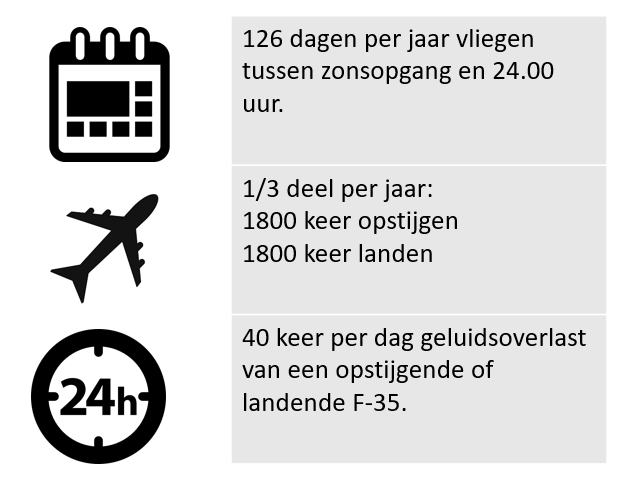 126 dagen per jaar vliegen
tussen zonsopgang en 24.00
uur.
1/3 deel per jaar:
1800 keer opstijgen
1800 keer landen
24h
40 keer per dag geluidsoverlast
van een opstijgende of
landende F-35.